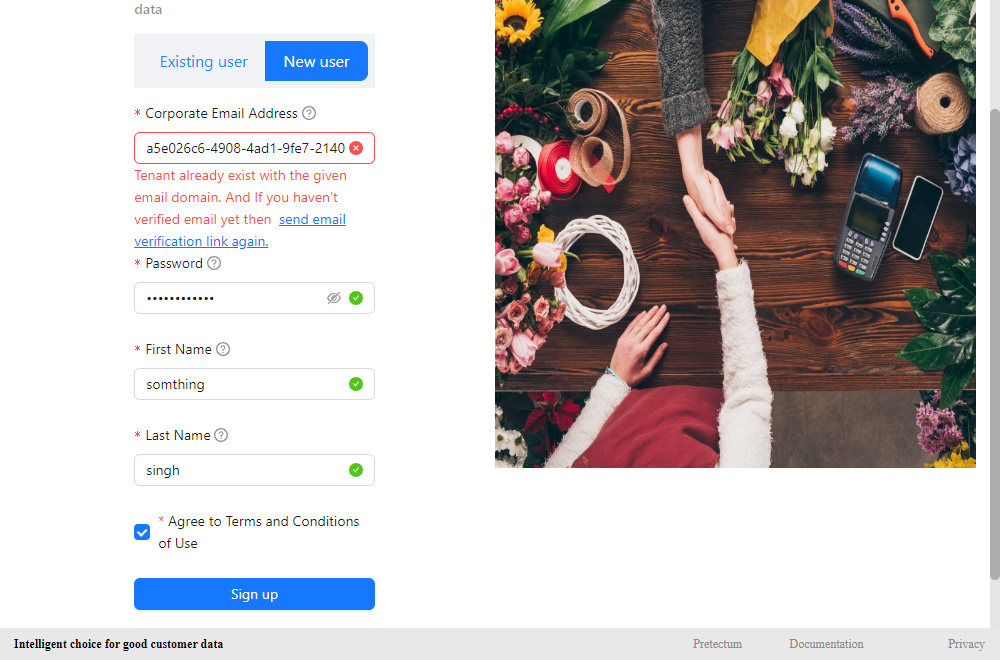 data
Existing user
New user
* Corporate Email Address
a5e026c6-4908-4ad1-9fe7-2140
Tenant already exist with the given
email domain. And If you haven't
verified email yet then send email
verification link again.
* Password
••••••••••••
* First Name
somthing
* Last Name
singh
* Agree to Terms and Conditions
of Use
Sign up
Intelligent choice for good customer data
Pretectum
Documentation
Privacy